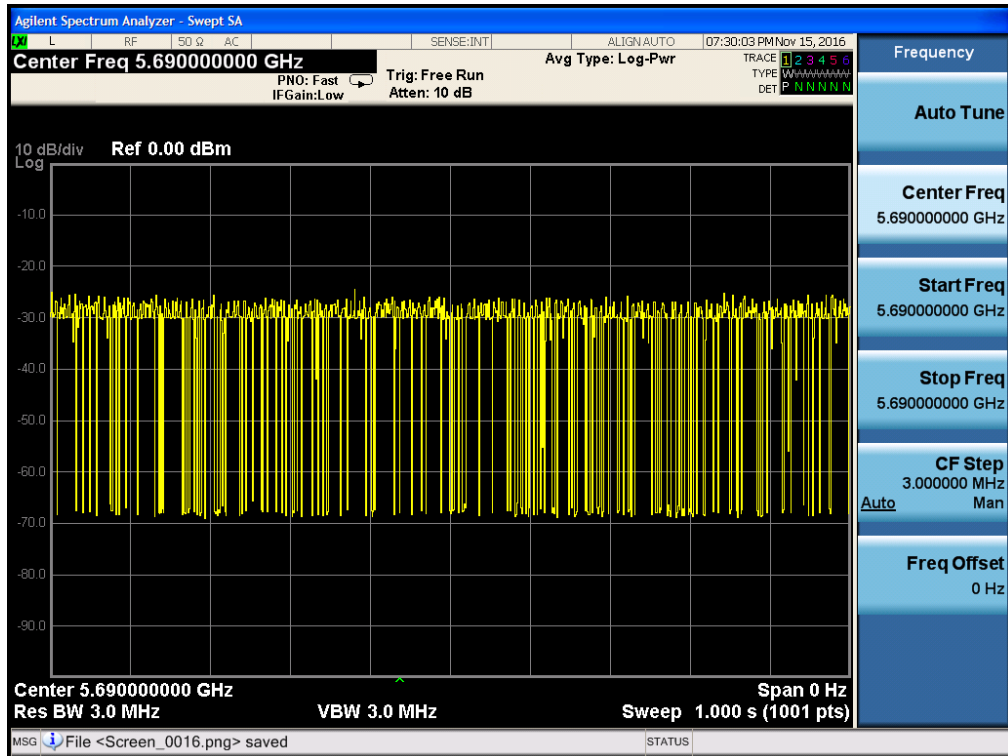 Agilent Spectrum Analyzer - Swept SA
LXI L RF 50 Ω AC SENSE:INT ALIGN AUTO 07:30:03 PM Nov 15, 2016
Center Freq 5.690000000 GHz
PNO: Fast
IFGain:Low
Trig: Free Run
Atten: 10 dB
Avg Type: Log-Pwr
TRACE 1 2 3 4 5 6
TYPE W
DET P N N N N N
10 dB/div Ref 0.00 dBm
Log
-10.0
-20.0
-30.0
-40.0
-50.0
-60.0
-70.0
-80.0
-90.0
Center 5.690000000 GHz Span 0 Hz
Res BW 3.0 MHz VBW 3.0 MHz Sweep 1.000 s (1001 pts)
MSG File <Screen_0016.png> saved STATUS
Frequency
Auto Tune
Center Freq
5.690000000 GHz
Start Freq
5.690000000 GHz
Stop Freq
5.690000000 GHz
CF Step
3.000000 MHz
Auto Man
Freq Offset
0 Hz